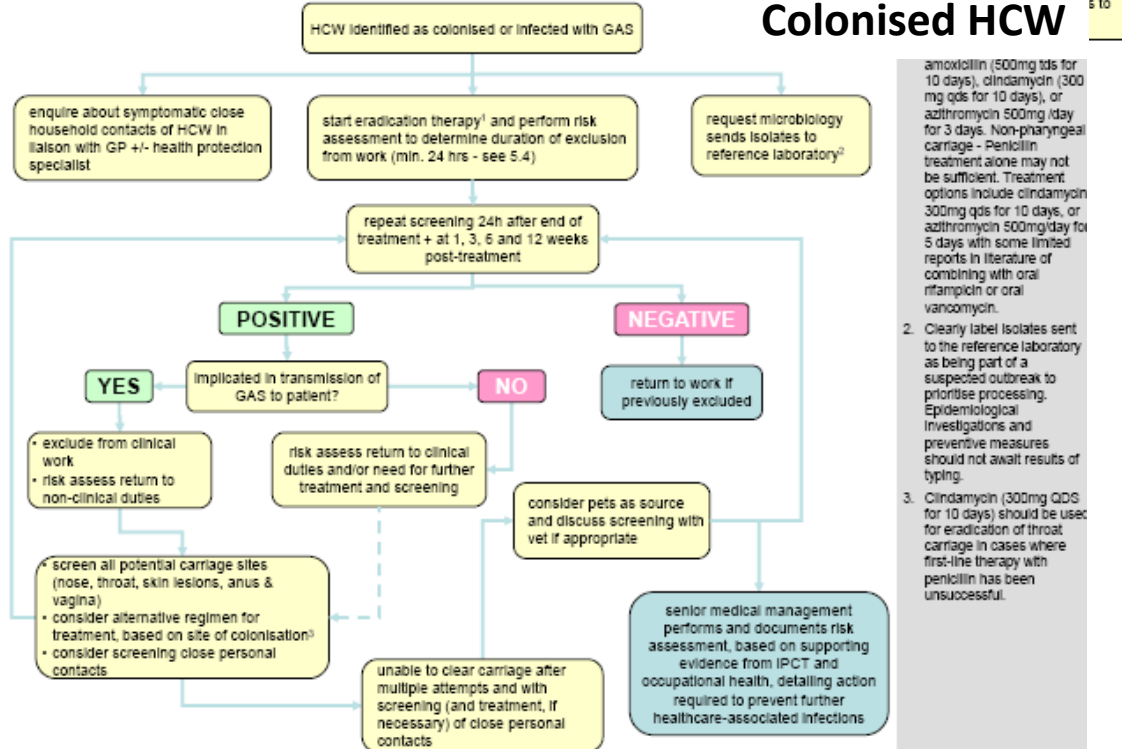 Colonised HCW
s to
HCW identified as colonised or infected with GAS
enquire about symptomatic close
household contacts of HCW in
liaison with GP +/- health protection
specialist
start eradication therapy¹ and perform risk
assessment to determine duration of exclusion
from work (min. 24 hrs - see 5.4)
request microbiology
sends isolates to
reference laboratory²
repeat screening 24h after end of
treatment + at 1, 3, 6 and 12 weeks
post-treatment
POSITIVE
NEGATIVE
YES
implicated in transmission of
GAS to patient?
NO
return to work if
previously excluded
• exclude from clinical
work
• risk assess return to
non-clinical duties
risk assess return to clinical
duties and/or need for further
treatment and screening
consider pets as source
and discuss screening with
vet if appropriate
• screen all potential carriage sites
(nose, throat, skin lesions, anus &
vagina)
• consider alternative regimen for
treatment, based on site of colonisation³
• consider screening close personal
contacts
unable to clear carriage after
multiple attempts and with
screening (and treatment, if
necessary) of close personal
contacts
senior medical management
performs and documents risk
assessment, based on supporting
evidence from IPCT and
occupational health, detailing action
required to prevent further
healthcare-associated infections
amoxicillin (500mg tds for
10 days), clindamycin (300
mg qds for 10 days), or
azithromycin 500mg /day
for 3 days. Non-pharyngeal
carriage - Penicillin
treatment alone may not
be sufficient. Treatment
options include clindamycin
300mg qds for 10 days, or
azithromycin 500mg/day for
5 days with some limited
reports in literature of
combining with oral
rifampicin or oral
vancomycin.
2. Clearly label isolates sent
to the reference laboratory
as being part of a
suspected outbreak to
prioritise processing.
Epidemiological
investigations and
preventive measures
should not await results of
typing.
3. Clindamycin (300mg QDS
for 10 days) should be used
for eradication of throat
carriage in cases where
first-line therapy with
penicillin has been
unsuccessful.